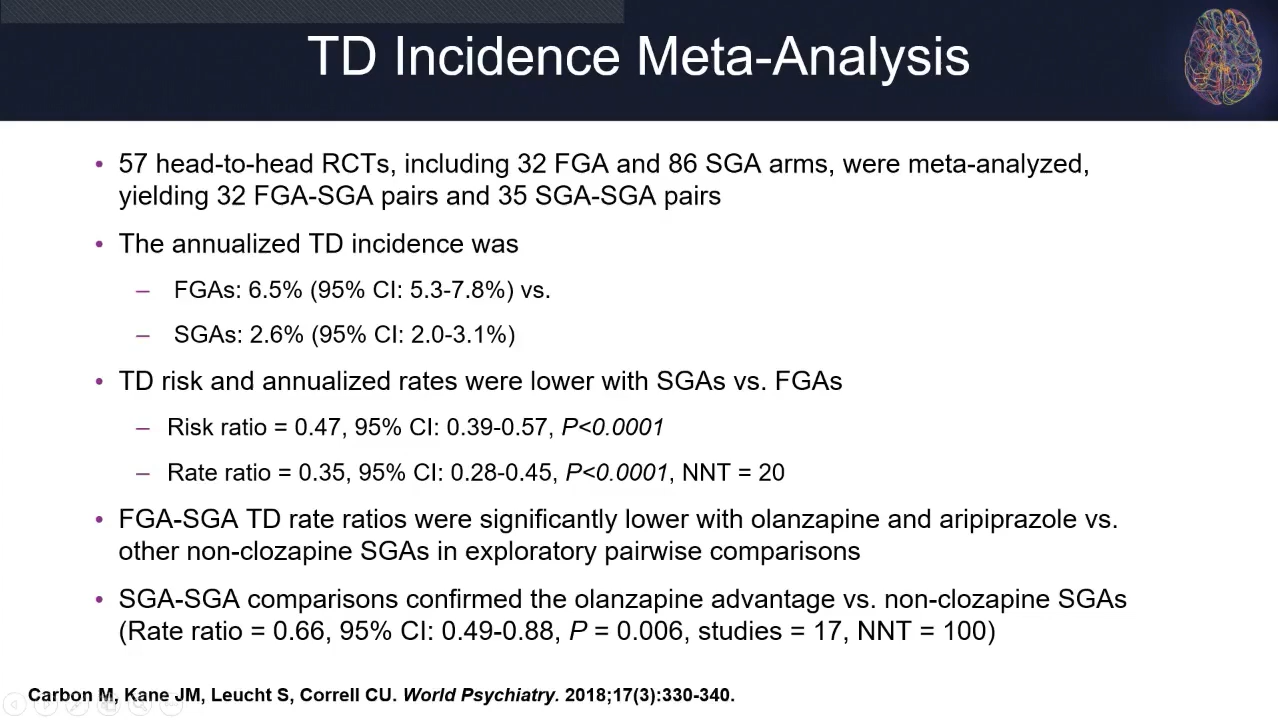 TD Incidence Meta-Analysis
• 57 head-to-head RCTs, including 32 FGA and 86 SGA arms, were meta-analyzed,
yielding 32 FGA-SGA pairs and 35 SGA-SGA pairs
• The annualized TD incidence was
– FGAs: 6.5% (95% CI: 5.3-7.8%) vs.
– SGAs: 2.6% (95% CI: 2.0-3.1%)
• TD risk and annualized rates were lower with SGAs vs. FGAs
– Risk ratio = 0.47, 95% CI: 0.39-0.57, P<0.0001
– Rate ratio = 0.35, 95% CI: 0.28-0.45, P<0.0001, NNT = 20
• FGA-SGA TD rate ratios were significantly lower with olanzapine and aripiprazole vs.
other non-clozapine SGAs in exploratory pairwise comparisons
• SGA-SGA comparisons confirmed the olanzapine advantage vs. non-clozapine SGAs
(Rate ratio = 0.66, 95% CI: 0.49-0.88, P = 0.006, studies = 17, NNT = 100)
Carbon M, Kane JM, Leucht S, Correll CU. World Psychiatry. 2018;17(3):330-340.